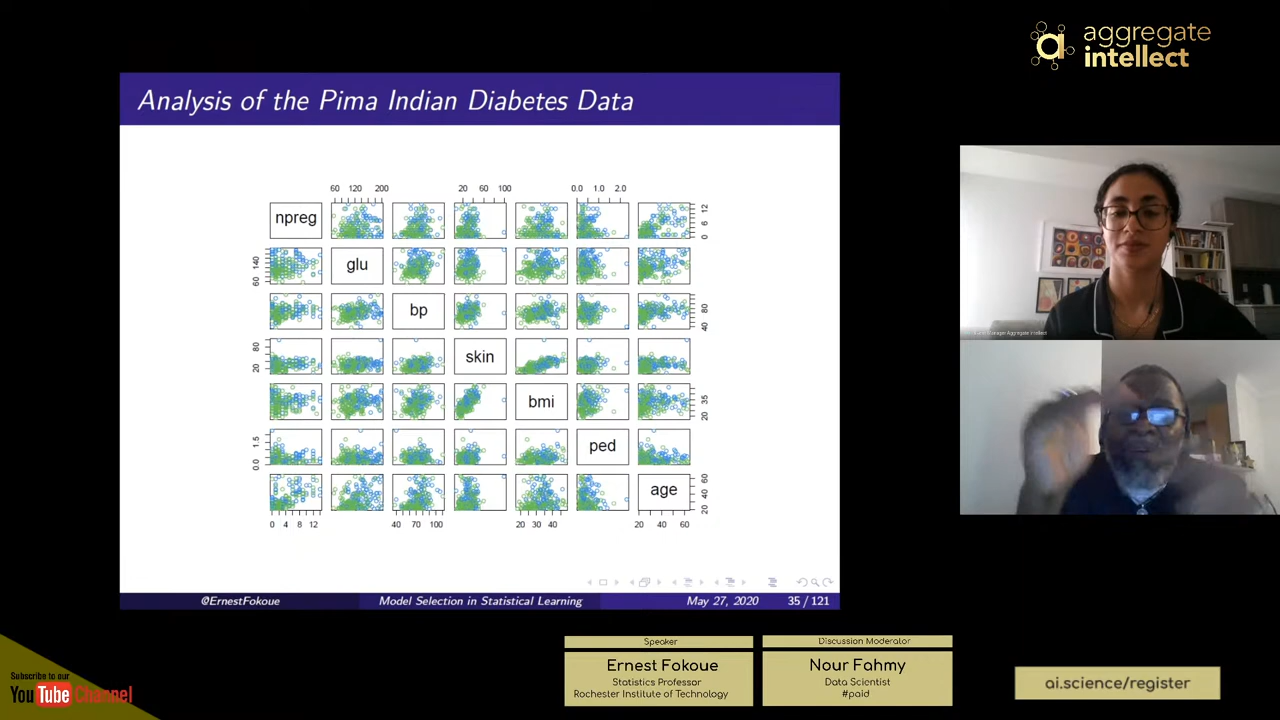 aggregate
intellect
Analysis of the Pima Indian Diabetes Data
60 120 200
20 60 100
0.0 1.0 2.0
npreg
0 6 12
glu
60 140
bp
40 80
skin
20 80
bmi
20 35
ped
0.0 1.5
age
20 40 60
0 4 8 12
40 70 100
20 30 40
20 40 60
@ErnestFokoue
Model Selection in Statistical Learning
May 27, 2020
35 / 121
Speaker
Ernest Fokoue
Statistics Professor
Rochester Institute of Technology
Discussion Moderator
Nour Fahmy
Data Scientist
#paid
ai.science/register
Subscribe to our
YouTube Channel